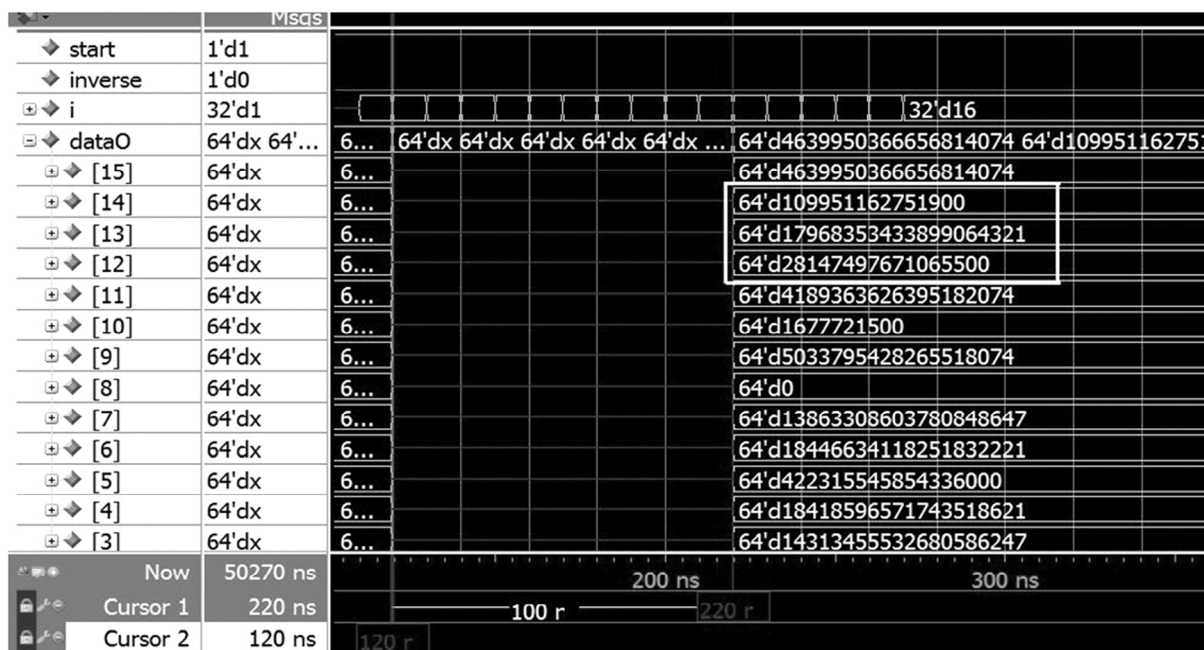 Msgs
start 1'd1
inverse 1'd0
i 32'd1 32'd16
dataO 64'dx 64'... 6... 64'dx 64'dx 64'dx 64'dx 64'dx ... 64'd4639950366656814074 64'd109951162751
[15] 64'dx 6... 64'd4639950366656814074
[14] 64'dx 6... 64'd109951162751900
[13] 64'dx 6... 64'd17968353433899064321
[12] 64'dx 6... 64'd28147497671065500
[11] 64'dx 6... 64'd4189363626395182074
[10] 64'dx 6... 64'd1677721500
[9] 64'dx 6... 64'd5033795428265518074
[8] 64'dx 6... 64'd0
[7] 64'dx 6... 64'd13863308603780848647
[6] 64'dx 6... 64'd18446634118251832221
[5] 64'dx 6... 64'd422315545854336000
[4] 64'dx 6... 64'd18418596571743518621
[3] 64'dx 6... 64'd14313455532680586247
Now 50270 ns 200 ns 300 ns
Cursor 1 220 ns 100 r 220 r
Cursor 2 120 ns 120 r